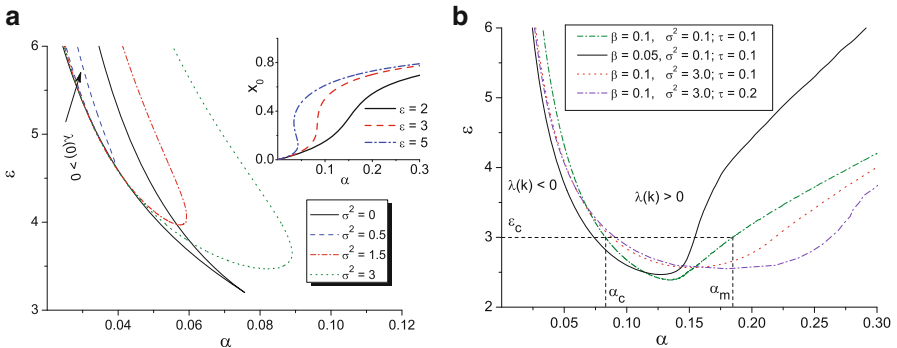 a
6
5
4
3
ε
0.04
0.06
0.08
0.10
0.12
α
λ(0) > 0
X₀
0.8
0.4
0.0
0.1
0.2
0.3
α
ε = 2
ε = 3
ε = 5
σ² = 0
σ² = 0.5
σ² = 1.5
σ² = 3
b
6
5
4
3
2
ε
β = 0.1, σ² = 0.1; τ = 0.1
β = 0.05, σ² = 0.1; τ = 0.1
β = 0.1, σ² = 3.0; τ = 0.1
β = 0.1, σ² = 3.0; τ = 0.2
λ(k) < 0
λ(k) > 0
ε_c
α_c
α_m
0.05
0.10
0.15
0.20
0.25
0.30
α